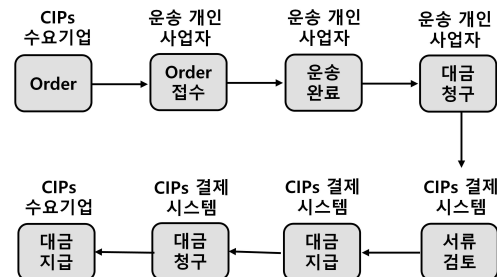 CIPs
수요기업
Order
운송 개인
사업자
Order
접수
운송 개인
사업자
운송
완료
운송 개인
사업자
대금
청구
CIPs
수요기업
대금
지급
CIPs 결제
시스템
대금
청구
CIPs 결제
시스템
대금
지급
CIPs 결제
시스템
서류
검토